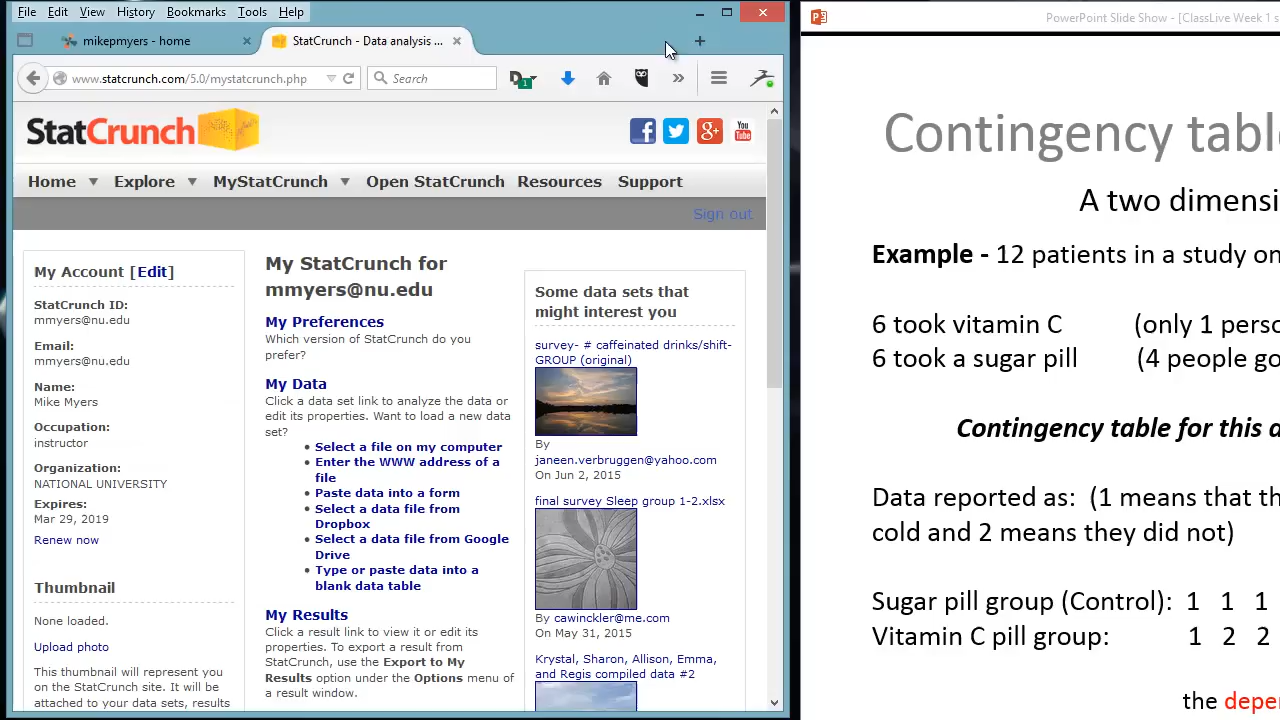 File Edit View History Bookmarks Tools Help
mikepmyers - home
StatCrunch - Data analysis ...
www.statcrunch.com/5.0/mystatcrunch.php
Search
D
1
StatCrunch
You
Tube
Home Explore MyStatCrunch Open StatCrunch Resources Support
Sign out
My Account [Edit]
StatCrunch ID:
mmyers@nu.edu
Email:
mmyers@nu.edu
Name:
Mike Myers
Occupation:
instructor
Organization:
NATIONAL UNIVERSITY
Expires:
Mar 29, 2019
Renew now
Thumbnail
None loaded.
Upload photo
This thumbnail will represent you
on the StatCrunch site. It will be
attached to your data sets, results
My StatCrunch for
mmyers@nu.edu
My Preferences
Which version of StatCrunch do you
prefer?
My Data
Click a data set link to analyze the data or
edit its properties. Want to load a new data
set?
Select a file on my computer
Enter the WWW address of a
file
Paste data into a form
Select a data file from
Dropbox
Select a data file from Google
Drive
Type or paste data into a
blank data table
My Results
Click a result link to view it or edit its
properties. To export a result from
StatCrunch, use the Export to My
Results option under the Options menu of
a result window.
Some data sets that
might interest you
survey- # caffeinated drinks/shift-
GROUP (original)
By
janeen.verbruggen@yahoo.com
On Jun 2, 2015
final survey Sleep group 1-2.xlsx
By cawinckler@me.com
On May 31, 2015
Krystal, Sharon, Allison, Emma,
and Regis compiled data #2
PowerPoint Slide Show - [ClassLive Week 1 s
Contingency table
A two dimensi
Example - 12 patients in a study on
6 took vitamin C (only 1 perso
6 took a sugar pill (4 people go
Contingency table for this d
Data reported as: (1 means that th
cold and 2 means they did not)
Sugar pill group (Control): 1 1 1
Vitamin C pill group: 1 2 2
the deper